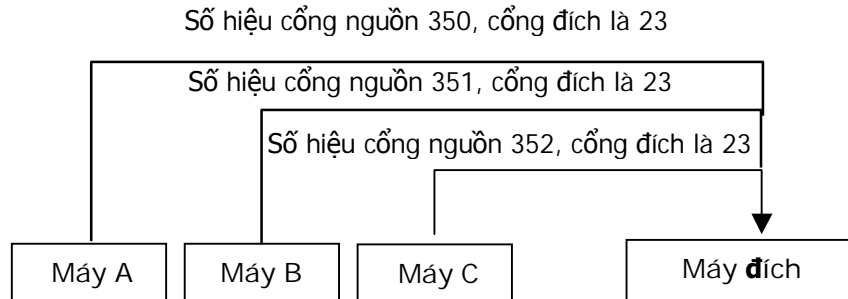 Số hiệu cổng nguồn 350, cổng đích là 23
Số hiệu cổng nguồn 351, cổng đích là 23
Số hiệu cổng nguồn 352, cổng đích là 23
Máy A
Máy B
Máy C
Máy đích